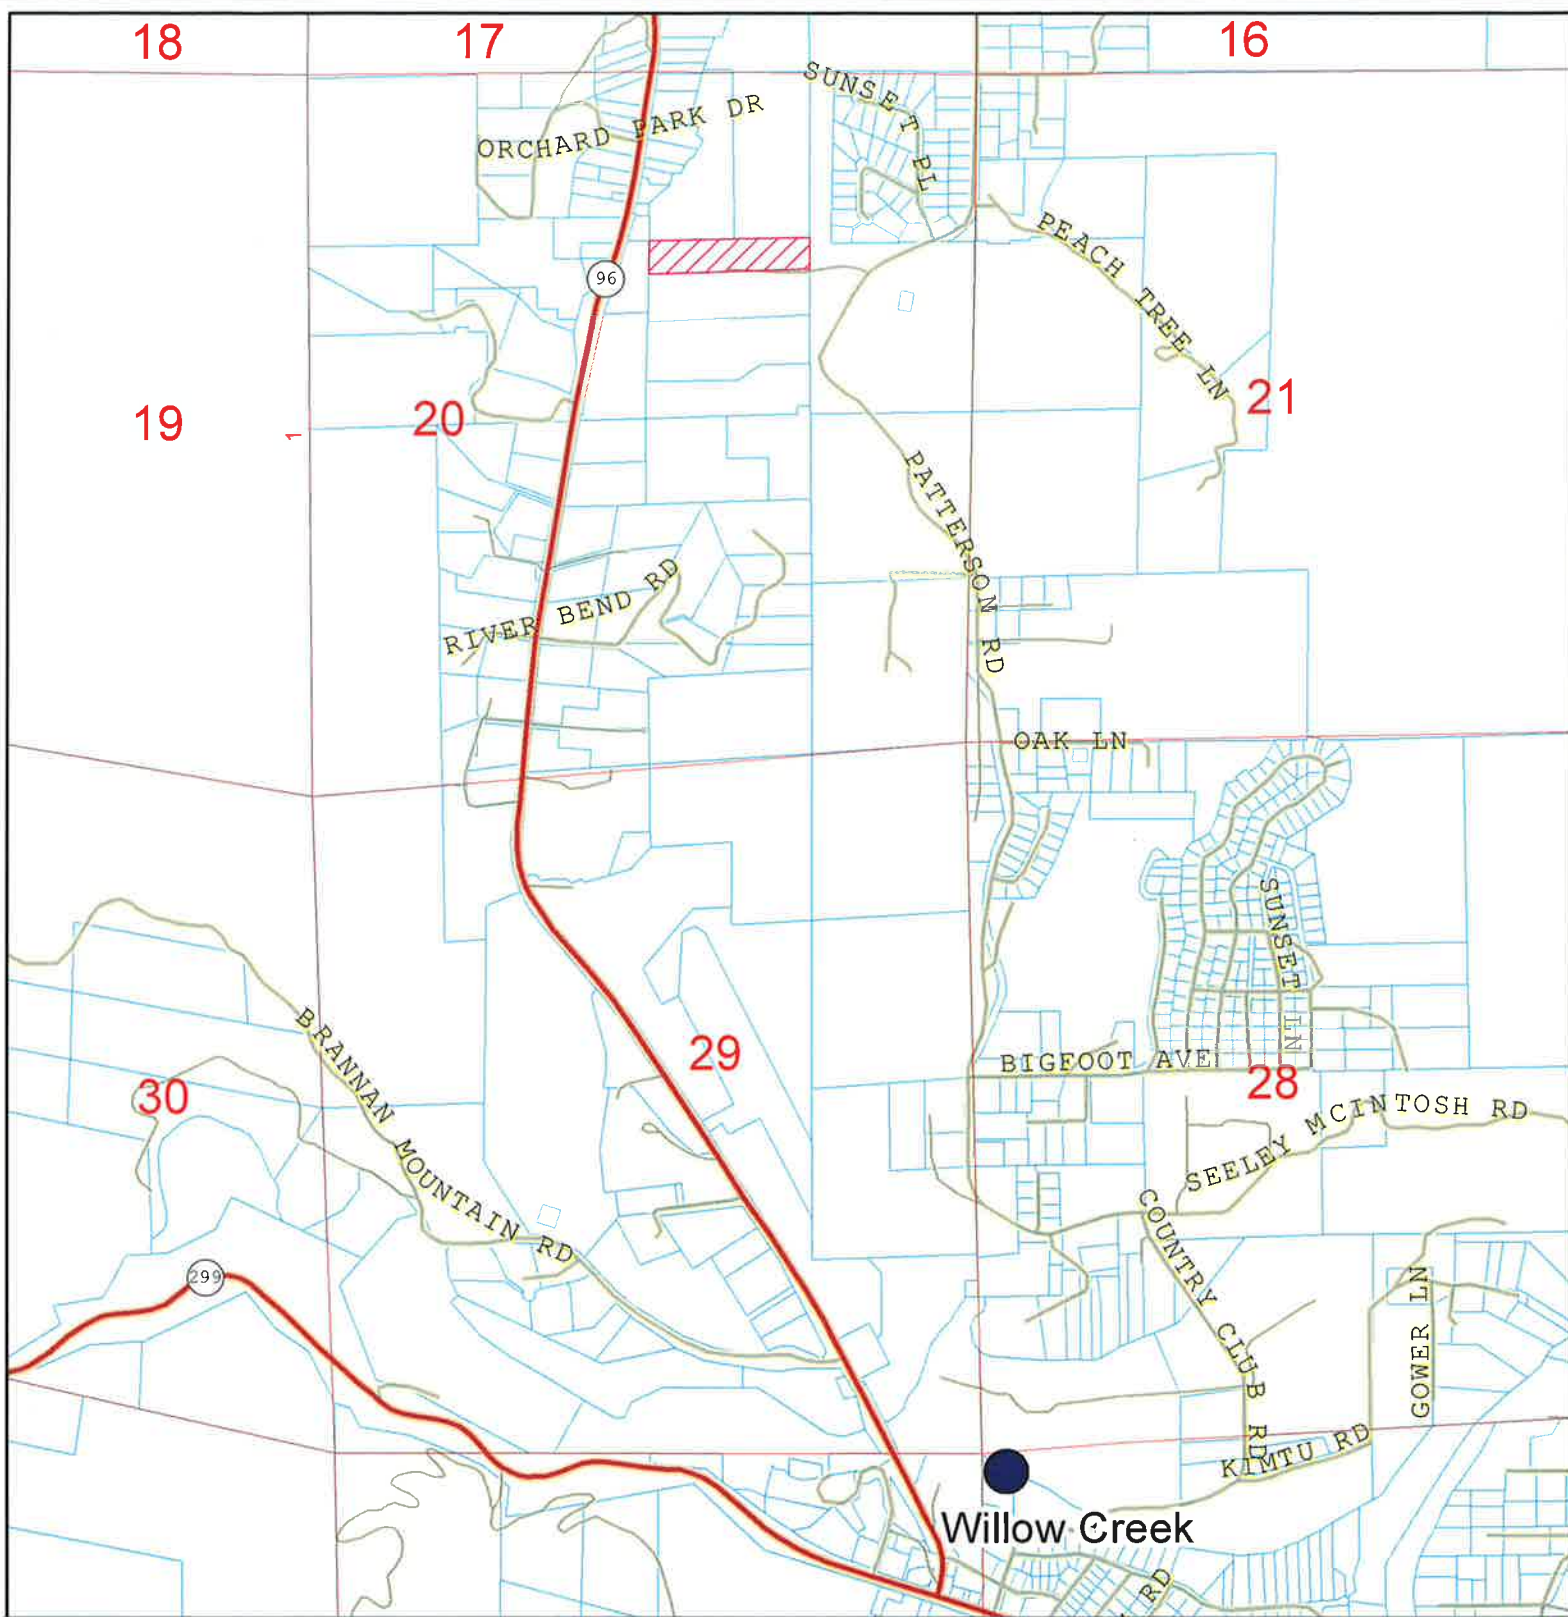 18
17
16
SUNSET PL
ORCHARD PARK DR
PEACH TREE LN
96
19
1
20
21
PATTERSON RD
RIVER BEND RD
OAK LN
SUNSET LN
BRANNAN MOUNTAIN RD
29
BIGFOOT AVE
28
30
SEELEY MCINTOSH RD
COUNTRY CLUB RD
299
GOWER LN
KIMTU RD
Willow Creek
RD